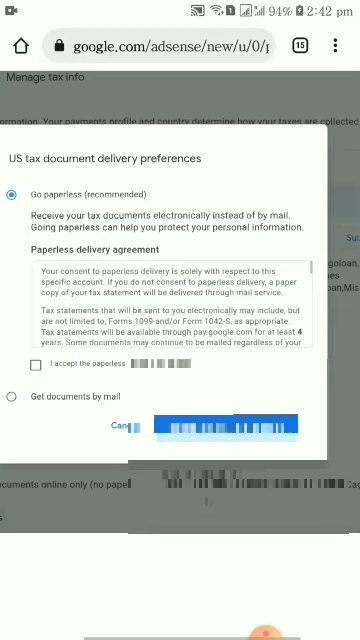 94% 2:42 pm
google.com/adsense/new/u/0/p
15
Manage tax info
ormation. Your payments profile and country determine how your taxes are collected
US tax document delivery preferences
Go paperless (recommended)
Receive your tax documents electronically instead of by mail.
Going paperless can help you protect your personal information.
Paperless delivery agreement
Your consent to paperless delivery is solely with respect to this
specific account. If you do not consent to paperless delivery, a paper
copy of your tax statement will be delivered through mail service.
Tax statements that will be sent to you electronically may include, but
are not limited to, Forms 1099 and/or Form 1042-S, as appropriate.
Tax statements will be available through pay.google.com for at least 4
years. Some documents may continue to be mailed regardless of your
I accept the paperless
Get documents by mail
ocuments online only (no pape